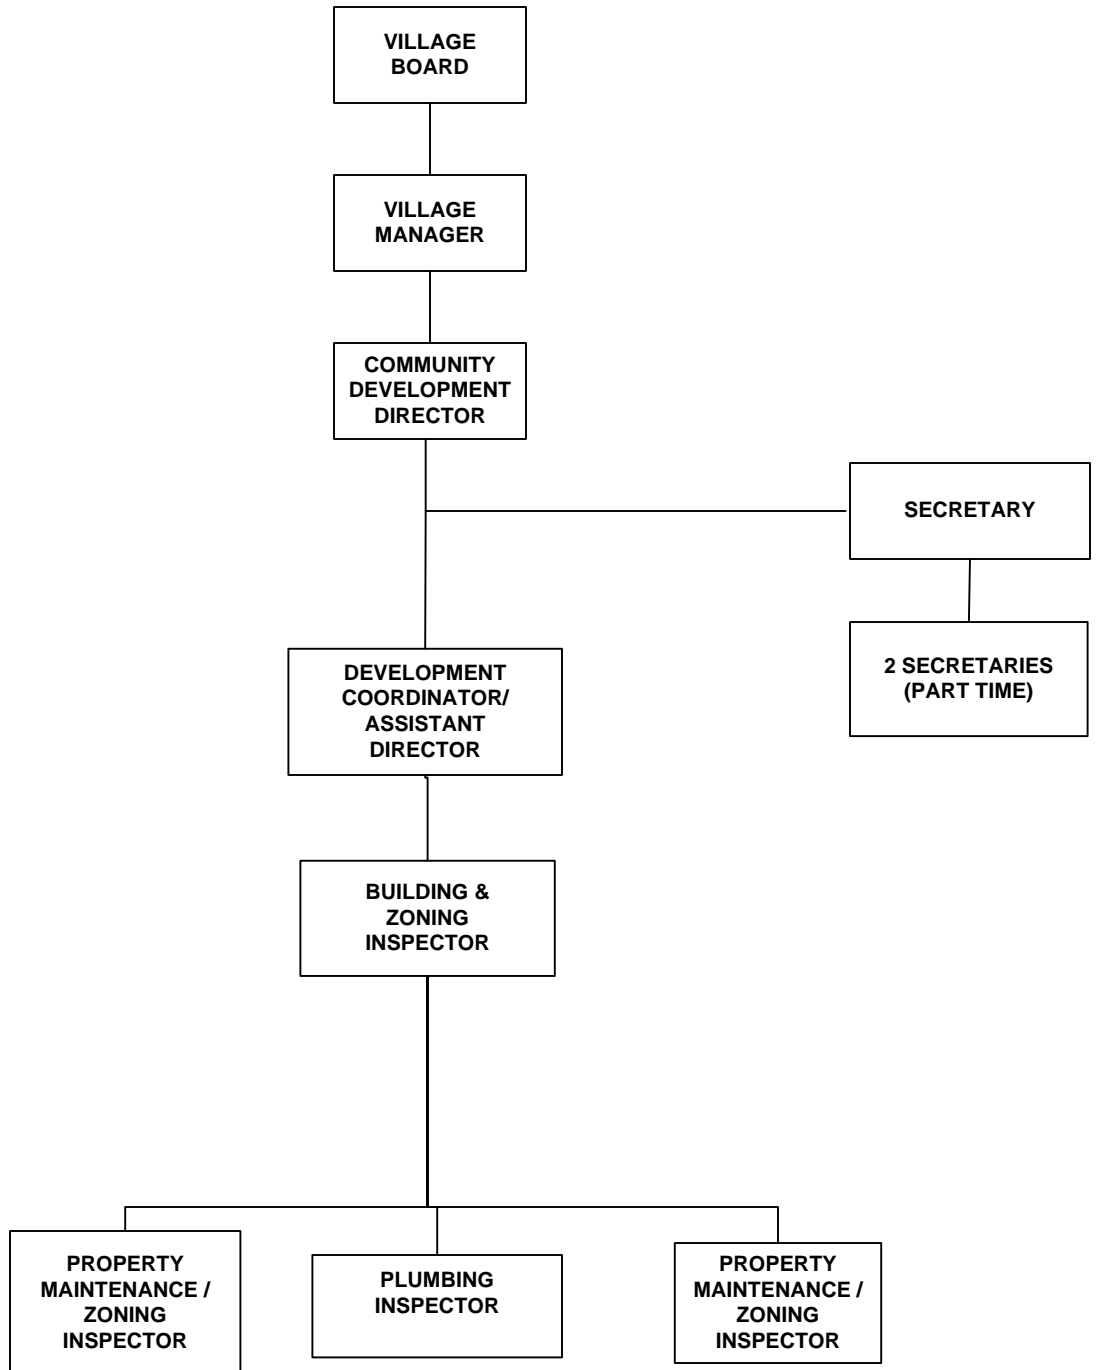 VILLAGE
BOARD
VILLAGE
MANAGER
COMMUNITY
DEVELOPMENT
DIRECTOR
SECRETARY
2 SECRETARIES
(PART TIME)
DEVELOPMENT
COORDINATOR/
ASSISTANT
DIRECTOR
BUILDING &
ZONING
INSPECTOR
PROPERTY
MAINTENANCE /
ZONING
INSPECTOR
PLUMBING
INSPECTOR
PROPERTY
MAINTENANCE /
ZONING
INSPECTOR